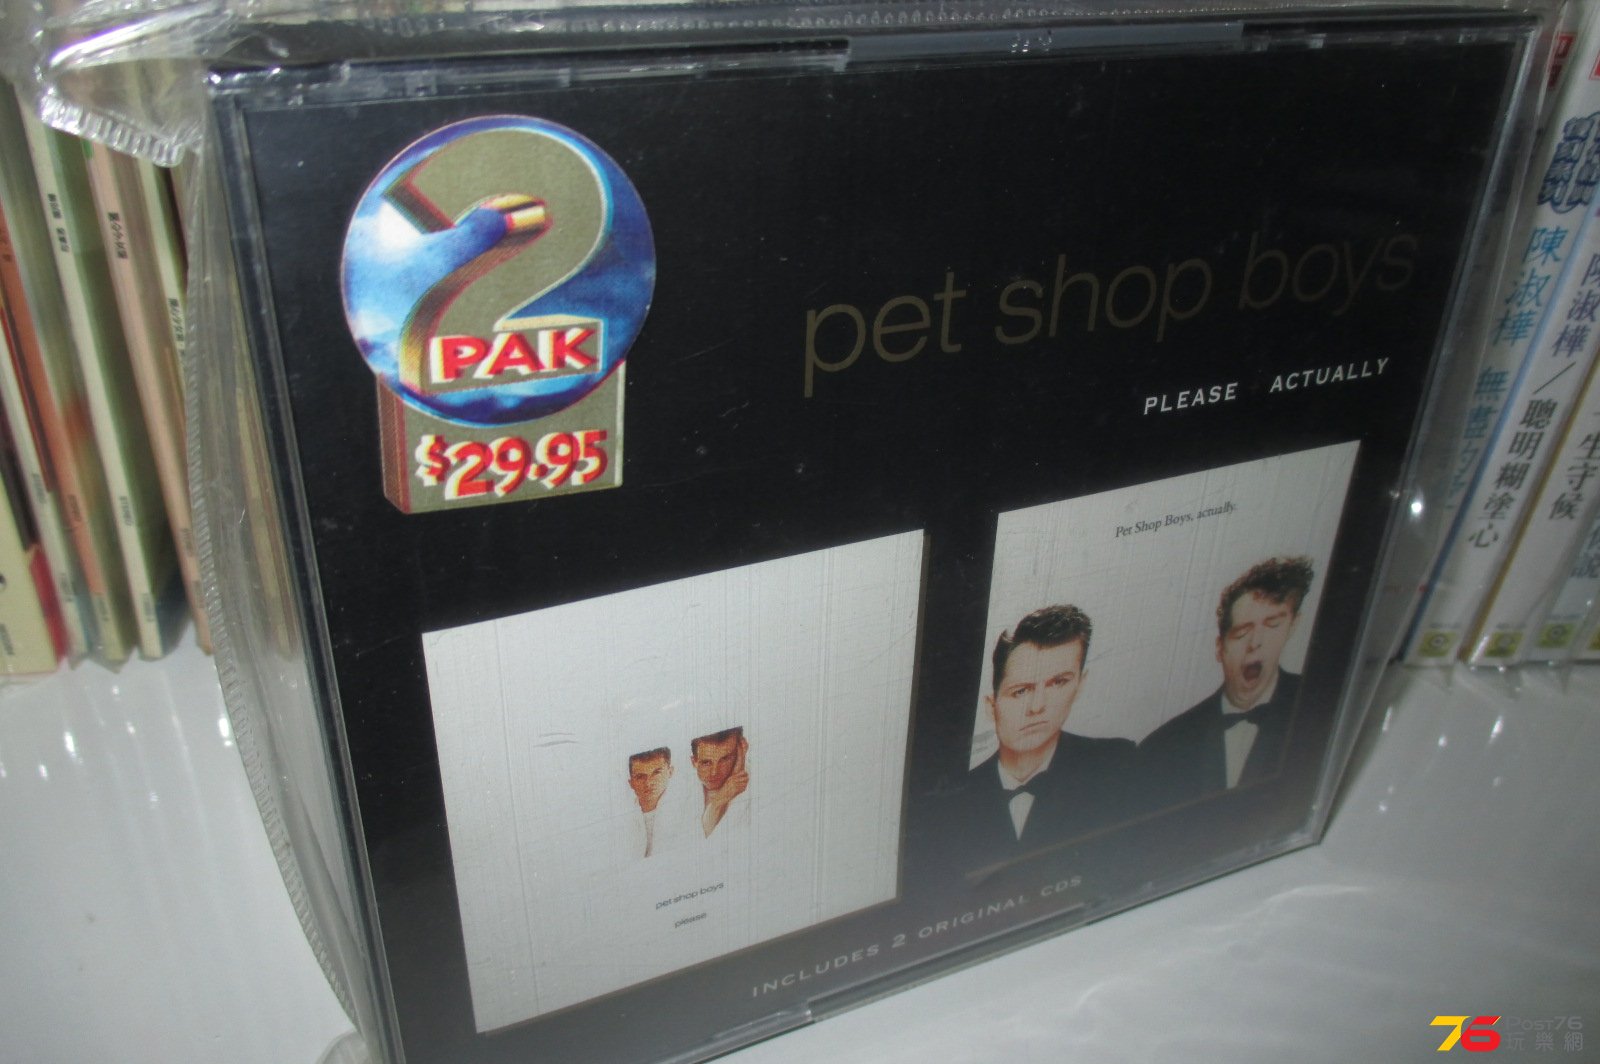 2
PAK
$29.95
pet shop boys
PLEASE ACTUALLY
Pet Shop Boys, actually.
pet shop boys
please
INCLUDES 2 ORIGINAL CDS
陳淑樺
陳淑樺／聰明糊塗心
一生守候
76 Post76
玩樂網